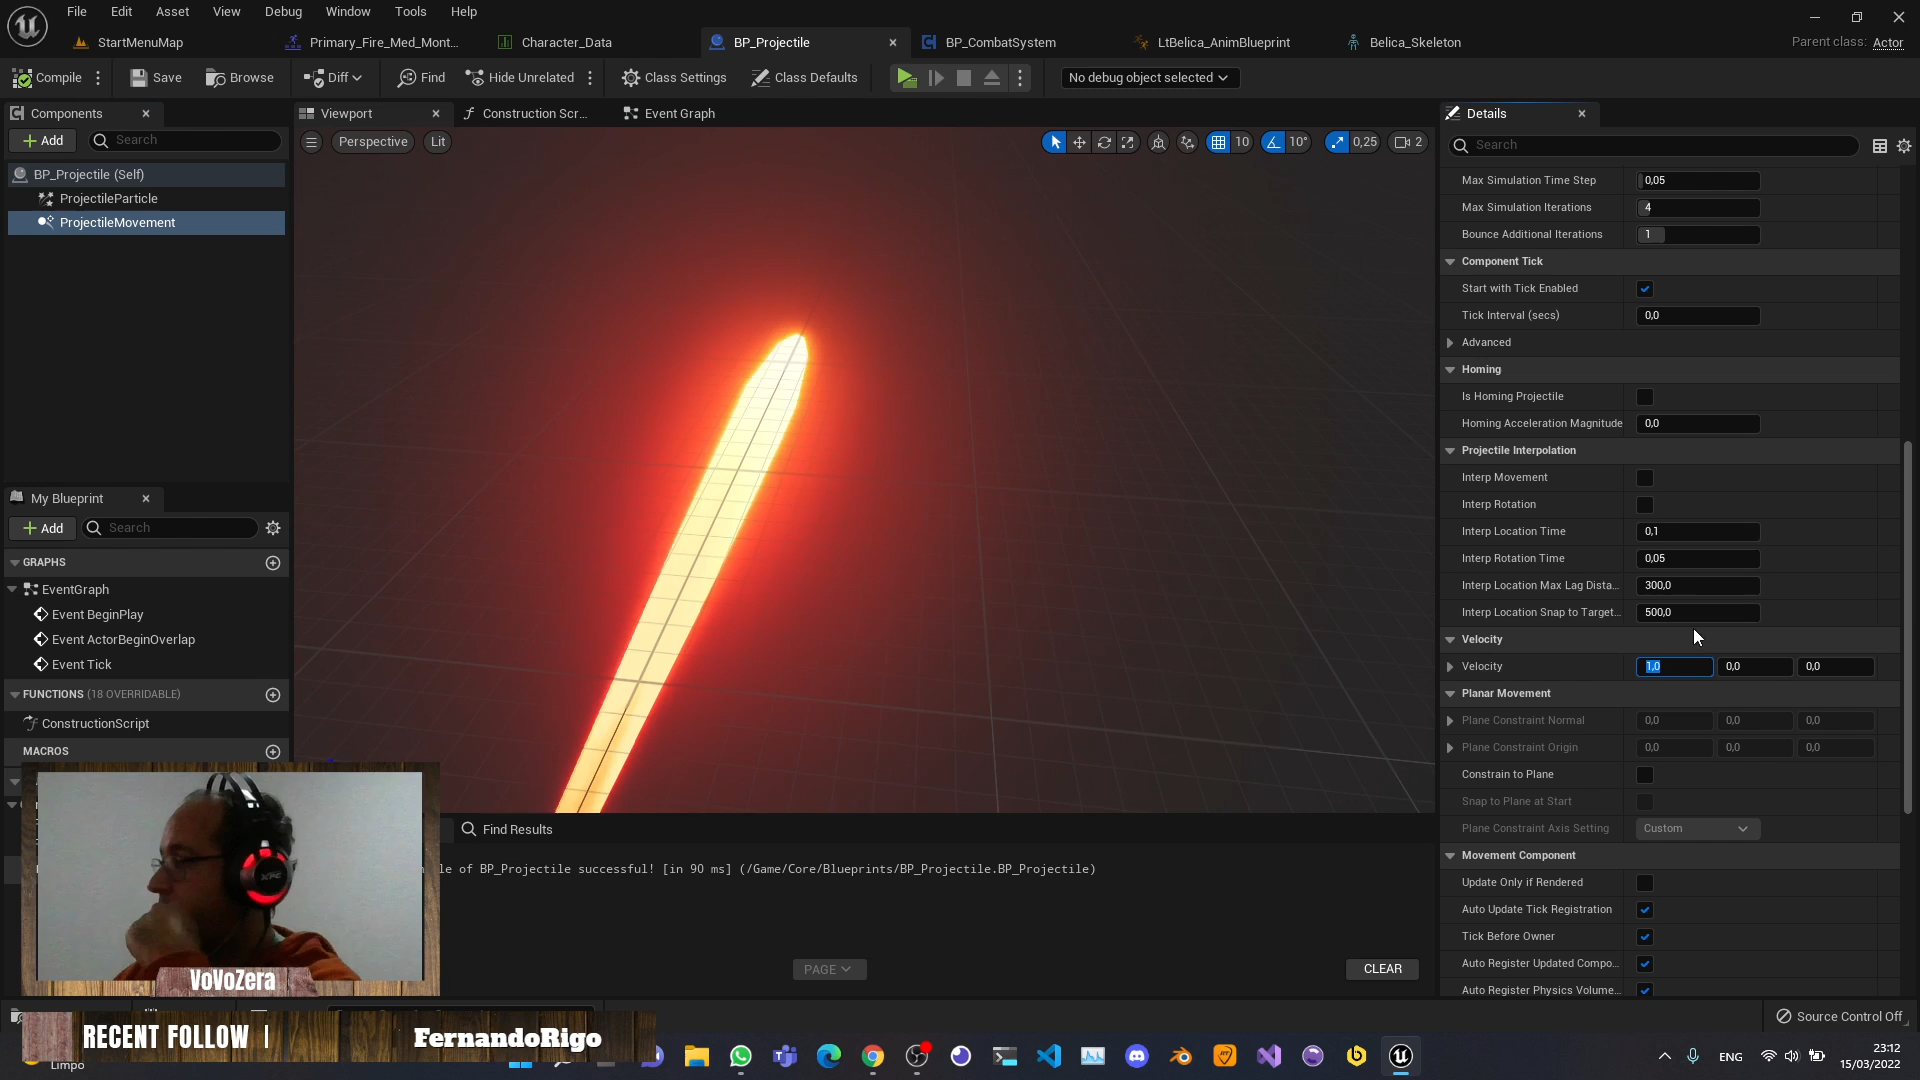 File Edit Asset View Debug Window Tools Help
StartMenuMap Primary_Fire_Med_Mont... Character_Data BP_Projectile BP_CombatSystem LtBelica_AnimBlueprint Belica_Skeleton Parent class: Actor
Compile Save Browse Diff Find Hide Unrelated Class Settings Class Defaults No debug object selected
Components
Add Search
BP_Projectile (Self)
ProjectileParticle
ProjectileMovement
Viewport Construction Scr... Event Graph
Perspective Lit 10 10° 0,25 2
My Blueprint
Add Search
GRAPHS
EventGraph
Event BeginPlay
Event ActorBeginOverlap
Event Tick
FUNCTIONS (18 OVERRIDABLE)
ConstructionScript
MACROS
Find Results
le of BP_Projectile successful! [in 90 ms] (/Game/Core/Blueprints/BP_Projectile.BP_Projectile)
PAGE CLEAR
Details
Search
Max Simulation Time Step 0,05
Max Simulation Iterations 4
Bounce Additional Iterations 1
Component Tick
Start with Tick Enabled
Tick Interval (secs) 0,0
Advanced
Homing
Is Homing Projectile
Homing Acceleration Magnitude 0,0
Projectile Interpolation
Interp Movement
Interp Rotation
Interp Location Time 0,1
Interp Rotation Time 0,05
Interp Location Max Lag Dista... 300,0
Interp Location Snap to Target... 500,0
Velocity
Velocity 1,0 0,0 0,0
Planar Movement
Plane Constraint Normal 0,0 0,0 0,0
Plane Constraint Origin 0,0 0,0 0,0
Constrain to Plane
Snap to Plane at Start
Plane Constraint Axis Setting Custom
Movement Component
Update Only if Rendered
Auto Update Tick Registration
Tick Before Owner
Auto Register Updated Compo...
Auto Register Physics Volume...
XPC
VoVoZera
Source Control Off
RECENT FOLLOW | FernandoRigo
Limpo
ENG 23:12
15/03/2022